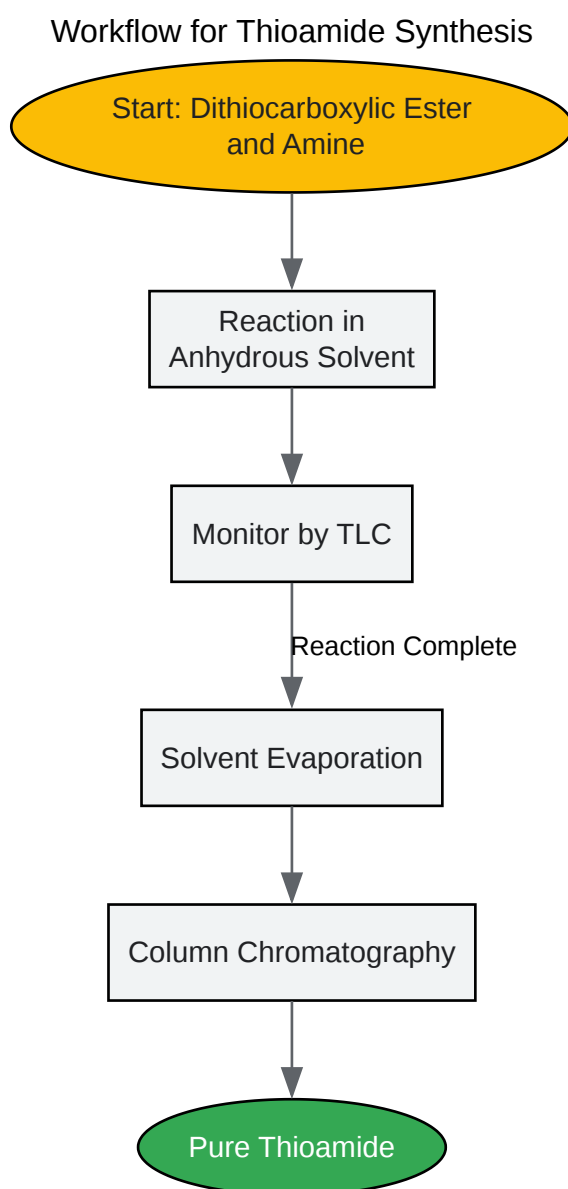 Workflow for Thioamide Synthesis
Start: Dithiocarboxylic Ester
and Amine
Reaction in
Anhydrous Solvent
Monitor by TLC
Reaction Complete
Solvent Evaporation
Column Chromatography
Pure Thioamide